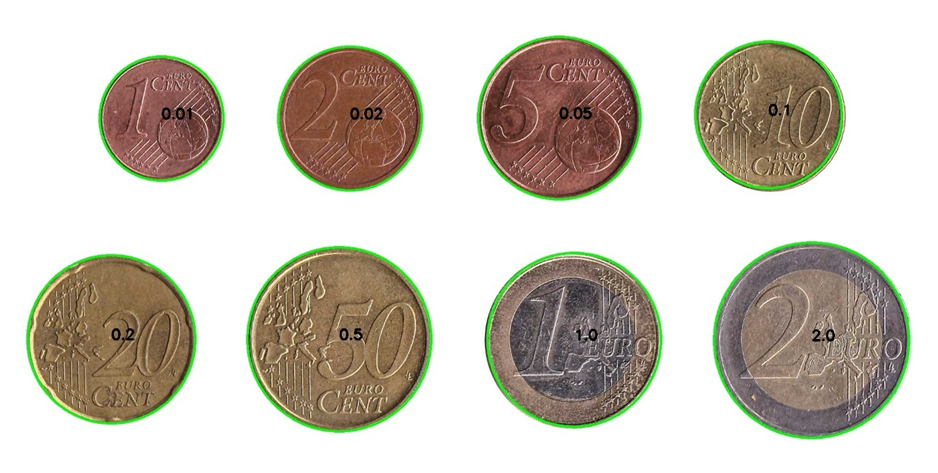 1 EURO
CENT
0.01
2 EURO
CENT
0.02
5 EURO
CENT
0.05
10
EURO
CENT
0.1
20
EURO
CENT
0.2
50
EURO
CENT
0.5
1 EURO
1.0
2 EURO
2.0